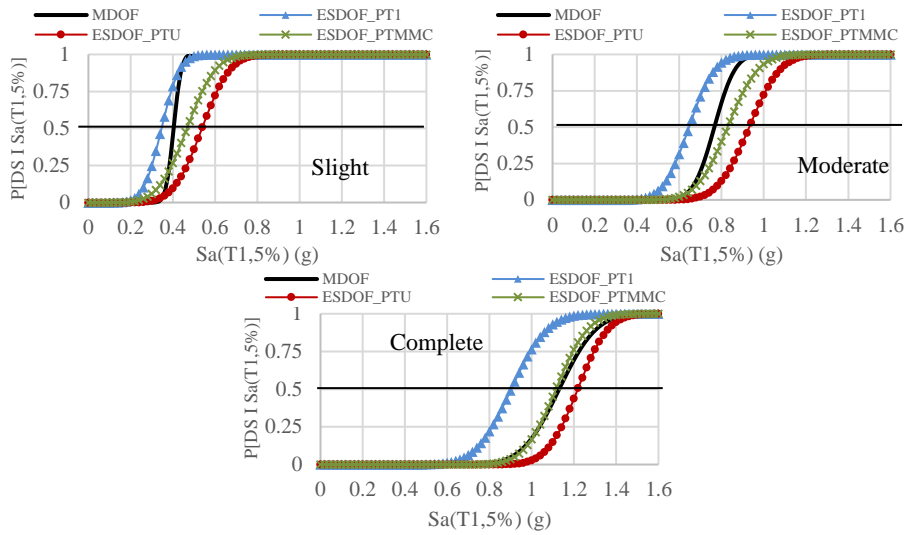 MDOF ESDOF_PT1
ESDOF_PTU ESDOF_PTMMC
P[DS I Sa(T1,5%)]
1
0.75
0.5
0.25
0
Slight
0 0.2 0.4 0.6 0.8 1 1.2 1.4 1.6
Sa(T1,5%) (g)
MDOF ESDOF_PT1
ESDOF_PTU ESDOF_PTMMC
P[DS I Sa(T1,5%)]
1
0.75
0.5
0.25
0
Moderate
0 0.2 0.4 0.6 0.8 1 1.2 1.4 1.6
Sa(T1,5%) (g)
MDOF ESDOF_PT1
ESDOF_PTU ESDOF_PTMMC
P[DS I Sa(T1,5%)]
1
0.75
0.5
0.25
0
Complete
0 0.2 0.4 0.6 0.8 1 1.2 1.4 1.6
Sa(T1,5%) (g)